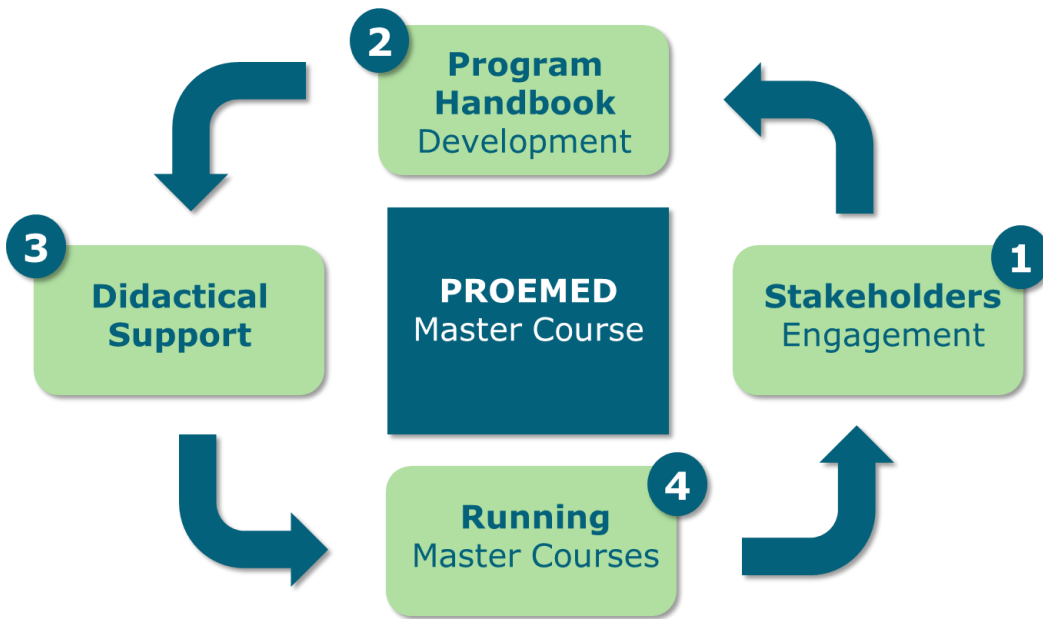 2
Program
Handbook
Development
3
Didactical
Support
PROEMED
Master Course
1
Stakeholders
Engagement
4
Running
Master Courses